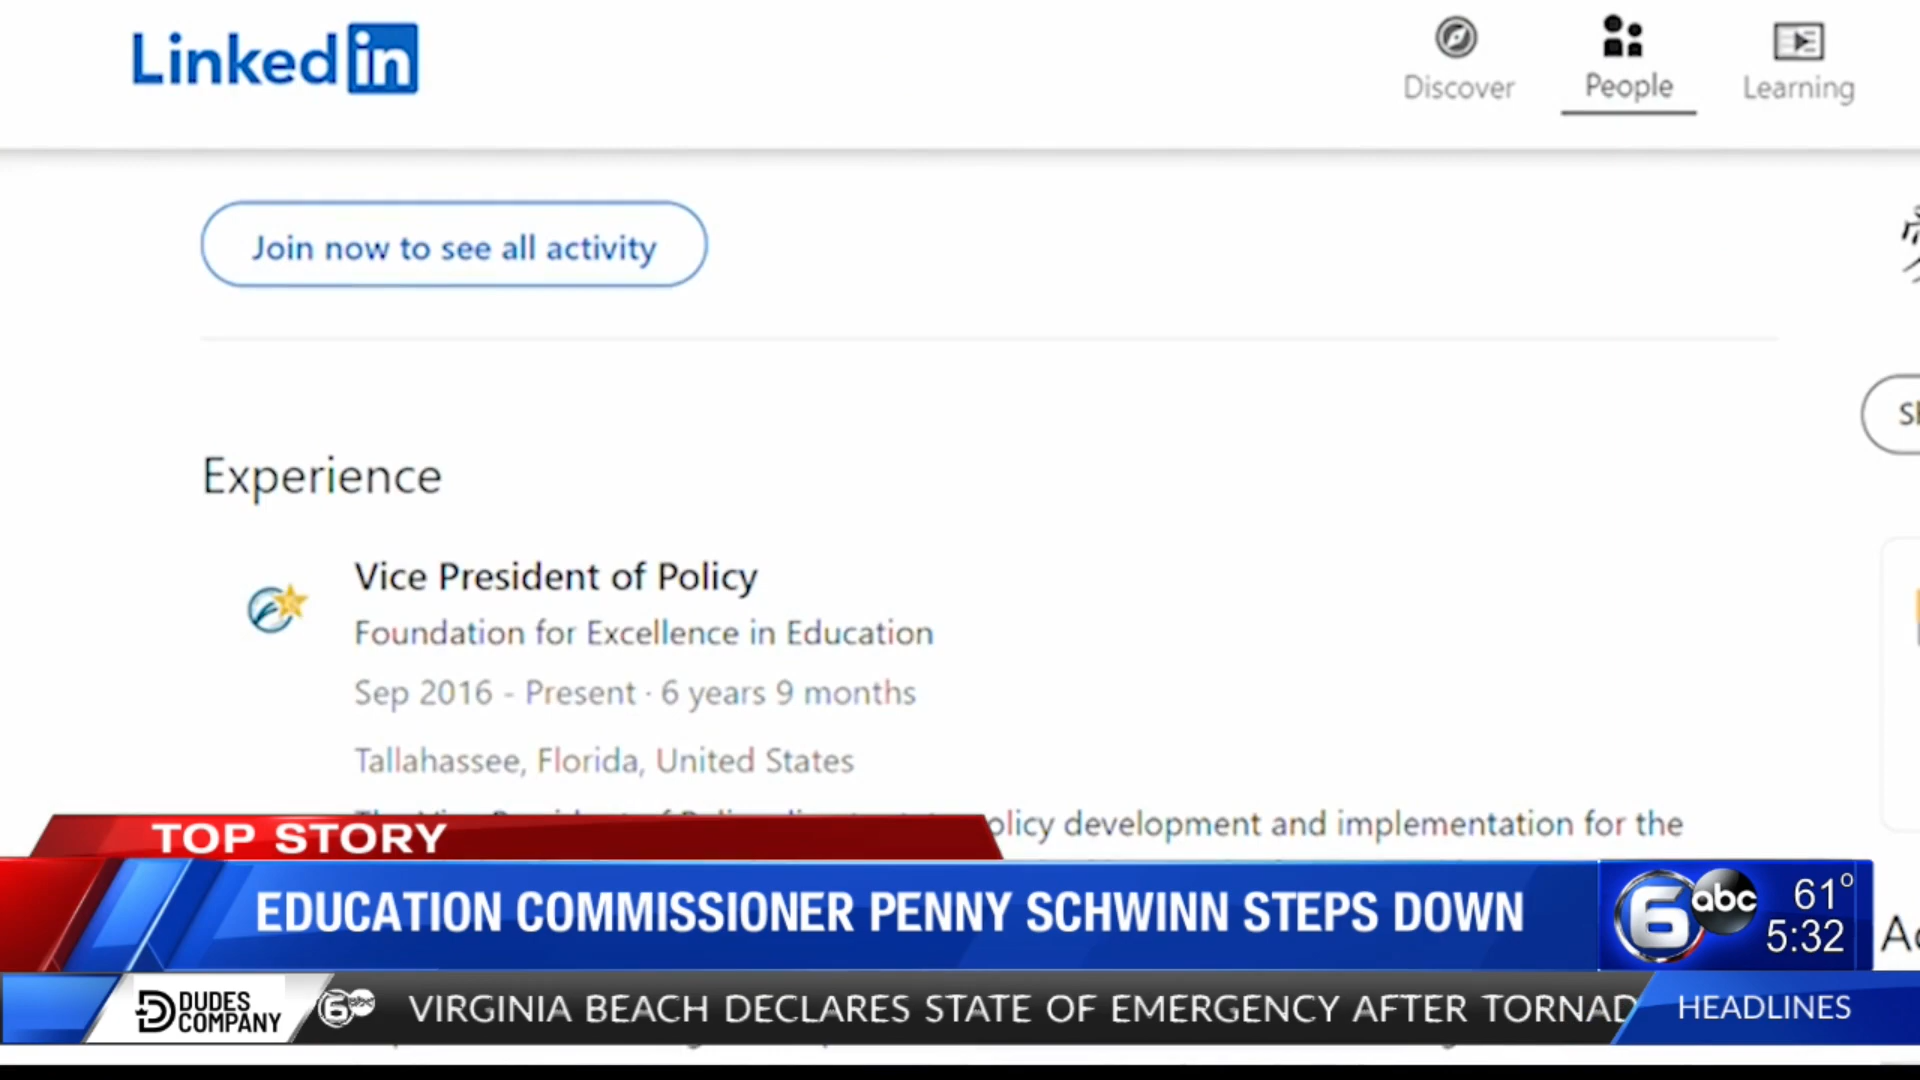 LinkedIn
Discover
People
Learning
Join now to see all activity
Experience
Vice President of Policy
Foundation for Excellence in Education
Sep 2016 - Present · 6 years 9 months
Tallahassee, Florida, United States
development and implementation for the
TOP STORY
EDUCATION COMMISSIONER PENNY SCHWINN STEPS DOWN
6 abc 61°
5:32
DUDES
COMPANY
6 abc
VIRGINIA BEACH DECLARES STATE OF EMERGENCY AFTER TORNAD
HEADLINES